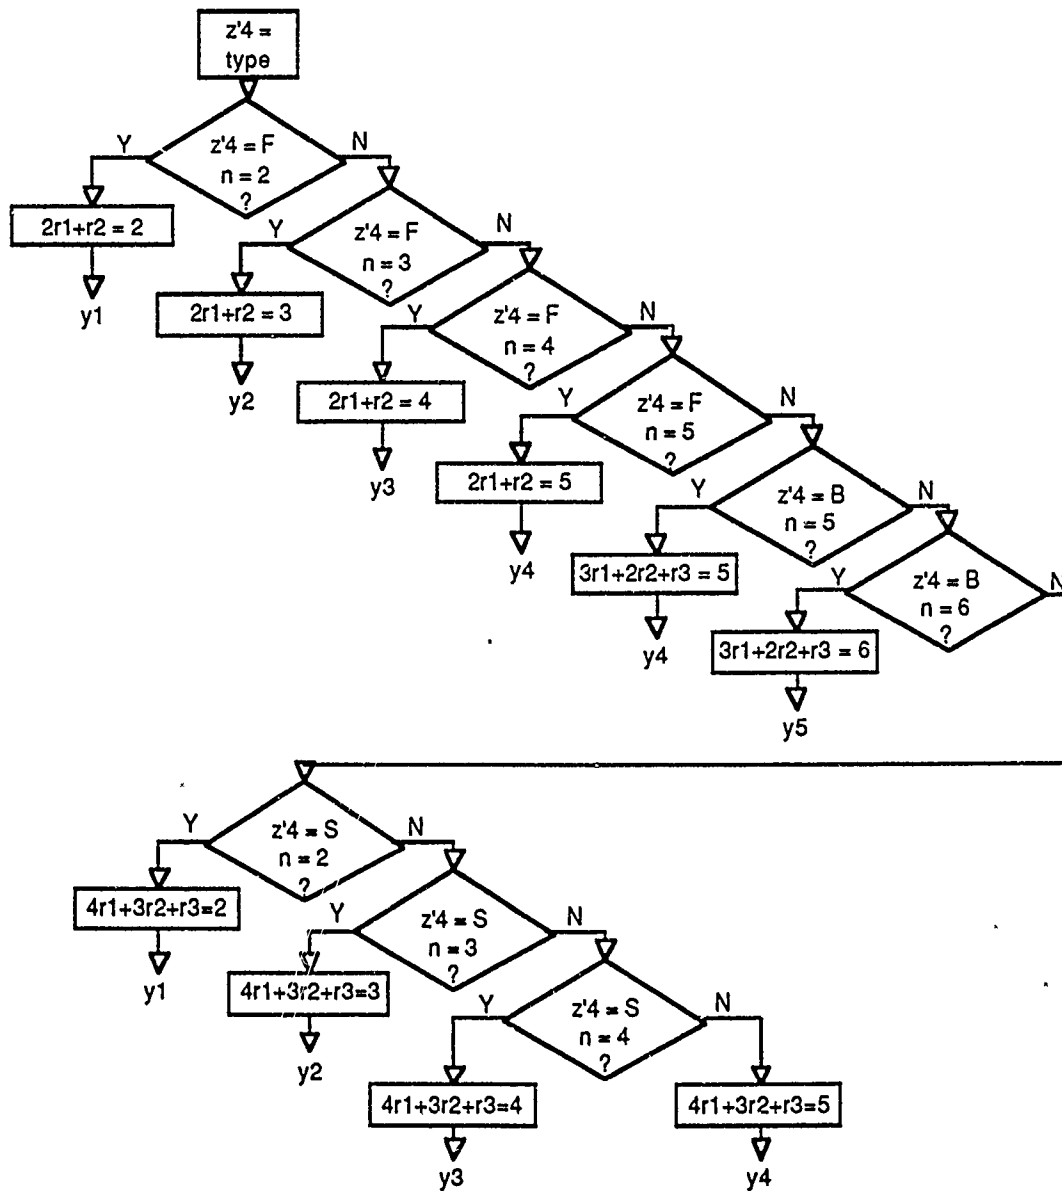 z'4 =
type
Y
z'4 = F
n = 2
?
N
2r1+r2 = 2
y1
Y
z'4 = F
n = 3
?
N
2r1+r2 = 3
y2
Y
z'4 = F
n = 4
?
N
2r1+r2 = 4
y3
Y
z'4 = F
n = 5
?
N
2r1+r2 = 5
y4
Y
z'4 = B
n = 5
?
N
3r1+2r2+r3 = 5
y4
Y
z'4 = B
n = 6
?
N
3r1+2r2+r3 = 6
y5
Y
z'4 = S
n = 2
?
N
4r1+3r2+r3=2
y1
Y
z'4 = S
n = 3
?
N
4r1+3r2+r3=3
y2
Y
z'4 = S
n = 4
?
N
4r1+3r2+r3=4
y3
4r1+3r2+r3=5
y4